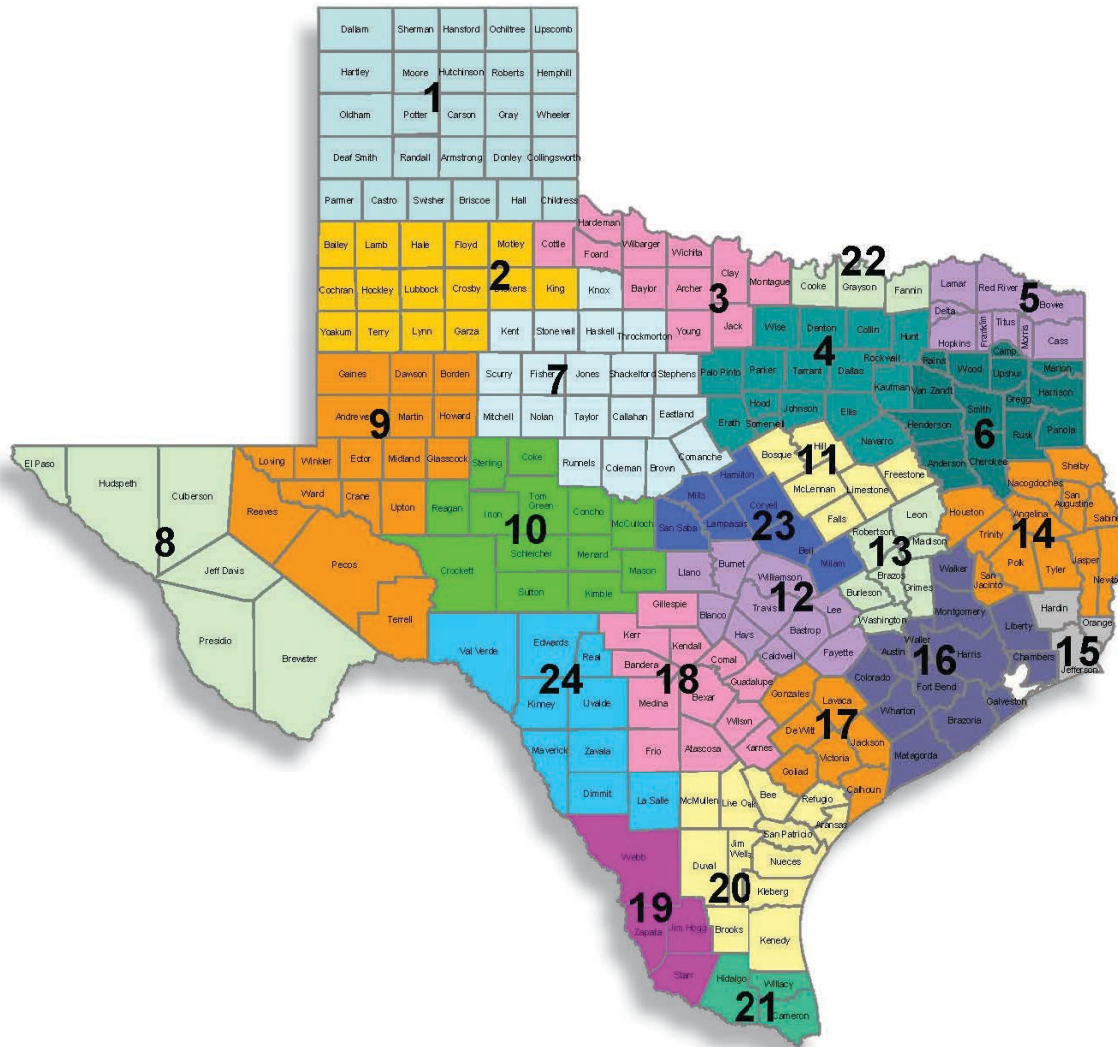 Dallam Sherman Hansford Ochiltree Lipscomb
Hartley Moore Hutchinson Roberts Hemphill
1
Oldham Potter Carson Gray Wheeler
Deaf Smith Randall Armstrong Donley Collingsworth
Parmer Castro Swisher Briscoe Hall Childress
Hardeman
Bailey Lamb Hale Floyd Motley Cottle Foard Wilbarger Wichita
Clay
22
2
3
Montague Cooke Grayson Fannin Lamar Red River
5
Bowie
Cochran Hockley Lubbock Crosby Dickens King Knox Baylor Archer
Delta Franklin Titus Morris Cass
Hopkins
Yoakum Terry Lynn Garza Kent Stonewall Haskell Throckmorton Young Jack Wise Denton Collin Hunt
4
Rockwall Rains Camp
Wood Upshur Marion
Gaines Dawson Borden Scurry Fisher Jones Shackelford Stephens Palo Pinto Parker Tarrant Dallas Kaufman Van Zandt Gregg Harrison
7
Hood Johnson Ellis Smith
Andrews Martin Howard Mitchell Nolan Taylor Callahan Eastland Erath Somervell Navarro Henderson Rusk Panola
9
6
Hill
11
Bosque Anderson Cherokee
El Paso Loving Winkler Ector Midland Glasscock Sterling Coke Runnels Coleman Brown Comanche Hamilton Freestone Shelby
Hudspeth Culberson McLennan Limestone Nacogdoches
Ward Crane Upton Reagan Irion Tom Green Concho McCulloch Mills Coryell Falls Leon Houston Angelina San Augustine Sabine
Reeves
10
San Saba Lampasas
23
Robertson Madison Trinity
14
8
Bell
13
Polk Tyler Jasper Newton
Pecos Schleicher Menard Mason Llano Burnet Milam Brazos Walker San Jacinto
Jeff Davis Crockett Williamson Burleson Grimes
12
Sutton Kimble Travis Lee Washington Montgomery Hardin
Presidio Brewster Terrell Gillespie Blanco Bastrop Liberty Orange
Hays Waller
16
15
Val Verde Edwards Kerr Kendall Caldwell Fayette Austin Harris Chambers Jefferson
Real Bandera Comal Colorado
24
18
Guadalupe Fort Bend Galveston
Kinney Uvalde Medina Bexar Gonzales Lavaca Wharton Brazoria
Wilson
17
De Witt Jackson
Maverick Zavala Frio Atascosa Karnes Victoria Matagorda
Goliad
Dimmit La Salle McMullen Live Oak Bee Refugio Calhoun
Aransas
San Patricio
Webb Duval Jim Wells Nueces
20
Kleberg
19
Zapata Jim Hogg Brooks Kenedy
Starr Hidalgo Willacy
21
Cameron